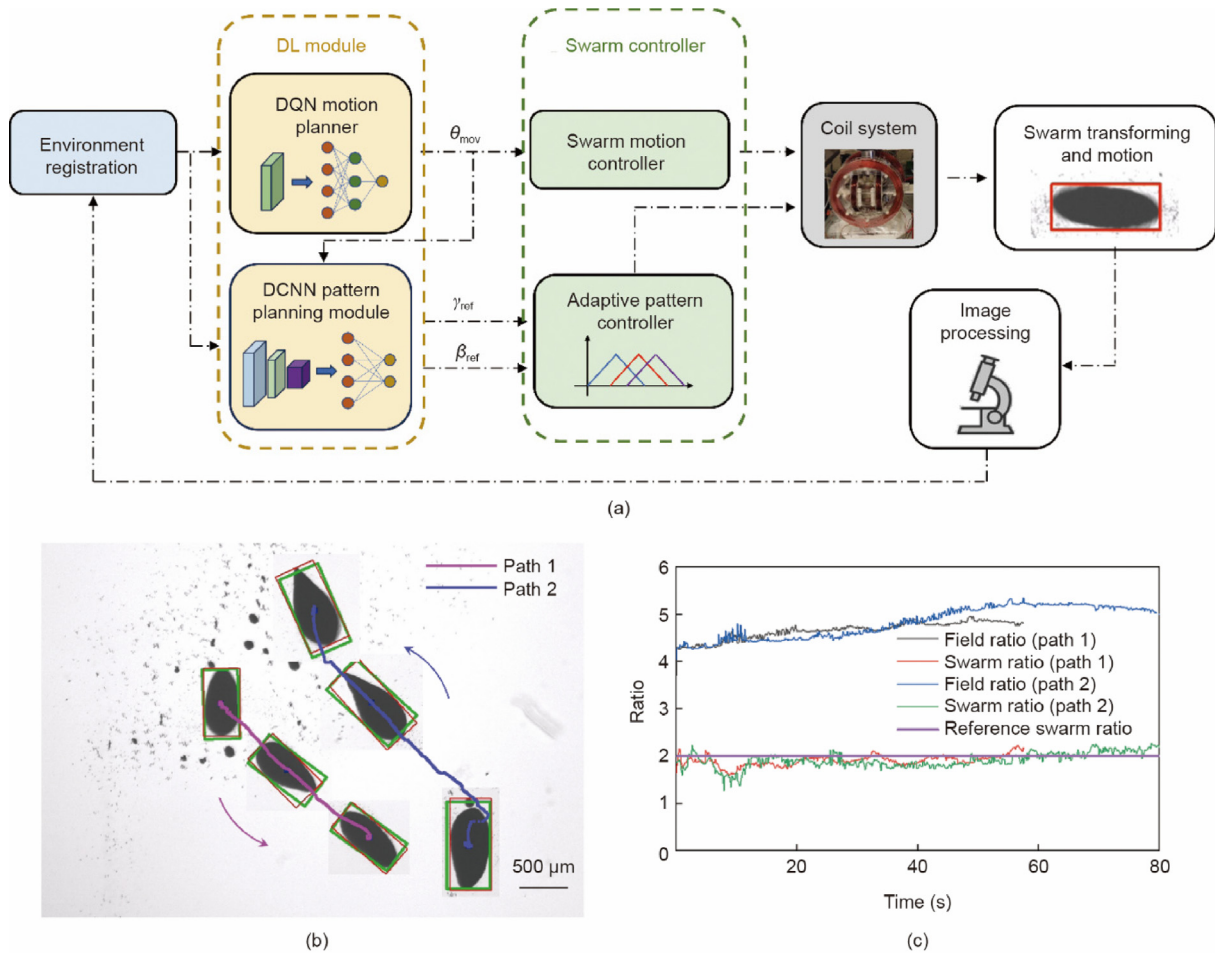 DL module
Swarm controller
DQN motion
planner
Environment
registration
θmov
Swarm motion
controller
Coil system
Swarm transforming
and motion
DCNN pattern
planning module
γref
βref
Adaptive pattern
controller
Image
processing
(a)
Path 1
Path 2
500 µm
(b)
6
5
4
3
2
1
0
Ratio
Field ratio (path 1)
Swarm ratio (path 1)
Field ratio (path 2)
Swarm ratio (path 2)
Reference swarm ratio
20
40
60
80
Time (s)
(c)